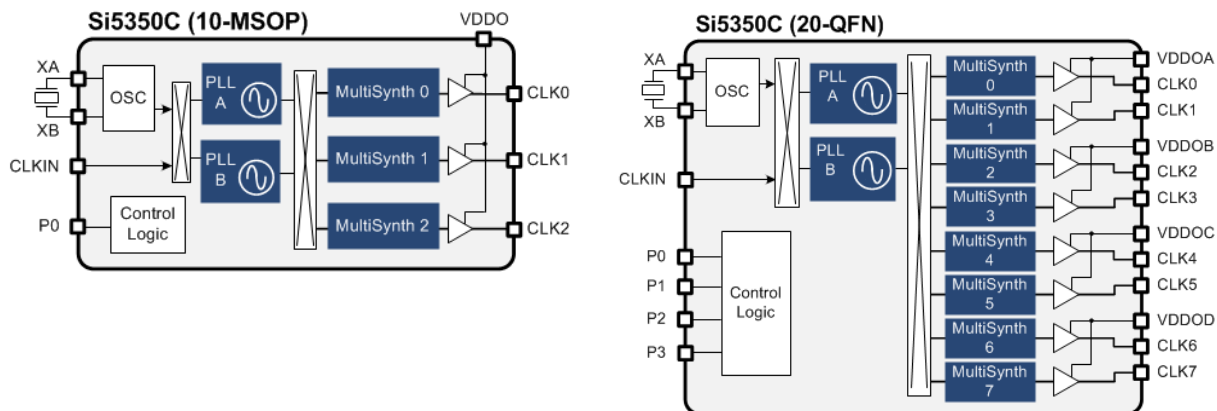 Si5350C (10-MSOP)
VDDO
XA
XB
OSC
PLL
A
PLL
B
MultiSynth 0
MultiSynth 1
MultiSynth 2
CLK0
CLK1
CLK2
CLKIN
P0
Control
Logic
Si5350C (20-QFN)
XA
XB
OSC
PLL
A
PLL
B
CLKIN
P0
P1
P2
P3
Control
Logic
MultiSynth
0
MultiSynth
1
MultiSynth
2
MultiSynth
3
MultiSynth
4
MultiSynth
5
MultiSynth
6
MultiSynth
7
VDDOA
CLK0
CLK1
VDDOB
CLK2
CLK3
VDDOC
CLK4
CLK5
VDDOD
CLK6
CLK7